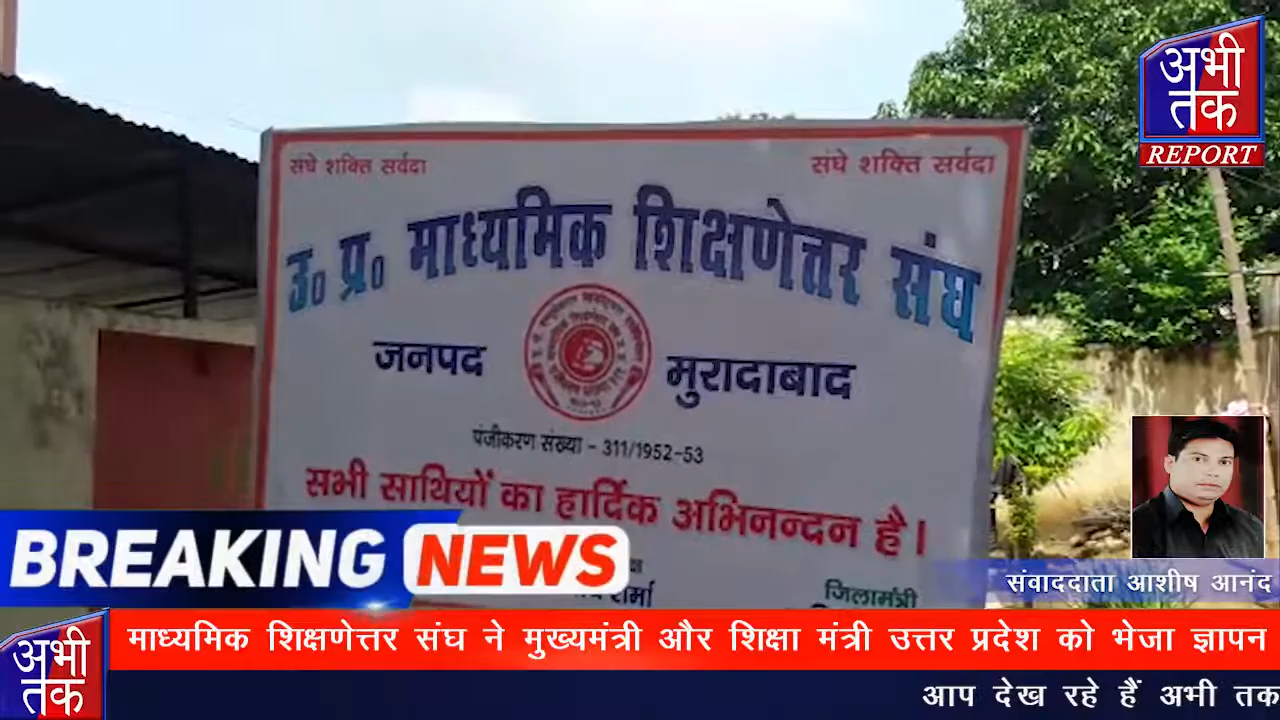 अभी
तक
REPORT
संघे शक्ति सर्वदा
संघे शक्ति सर्वदा
उ० प्र० माध्यमिक शिक्षणेत्तर संघ
जनपद
मुरादाबाद
पंजीकरण संख्या - 311/1952-53
सभी साथियों का हार्दिक अभिनन्दन है।
जिलामंत्री
BREAKING NEWS
संवाददाता आशीष आनंद
माध्यमिक शिक्षणेत्तर संघ ने मुख्यमंत्री और शिक्षा मंत्री उत्तर प्रदेश को भेजा ज्ञापन
अभी
तक
आप देख रहे हैं अभी तक